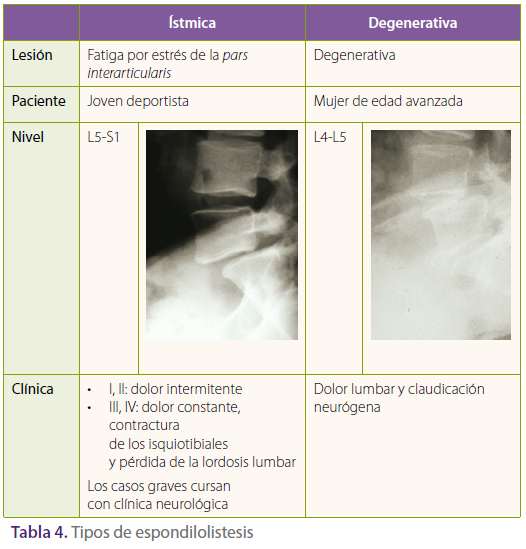 Ístmica Degenerativa
Lesión Fatiga por estrés de la pars Degenerativa
interarticularis
Paciente Joven deportista Mujer de edad avanzada
Nivel L5-S1 L4-L5
Clínica • I, II: dolor intermitente Dolor lumbar y claudicación
• III, IV: dolor constante, neurógena
contractura
de los isquiotibiales
y pérdida de la lordosis lumbar
Los casos graves cursan
con clínica neurológica
Tabla 4. Tipos de espondilolistesis